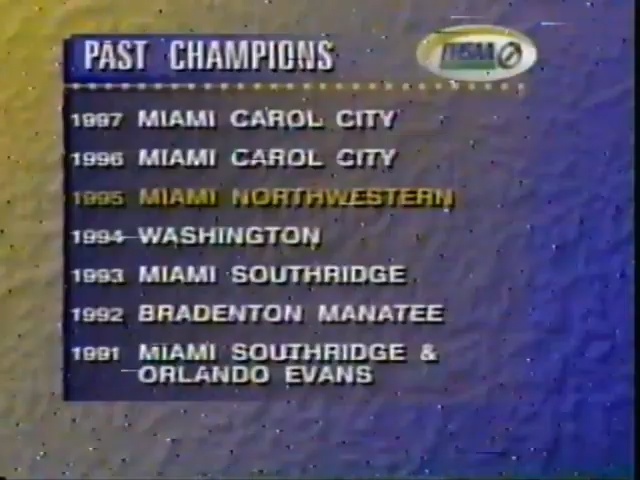 PAST CHAMPIONS
FHSAA
1997 MIAMI CAROL CITY
1996 MIAMI CAROL CITY
1995 MIAMI NORTHWESTERN
1994 WASHINGTON
1993 MIAMI SOUTHRIDGE
1992 BRADENTON MANATEE
1991 MIAMI SOUTHRIDGE &
ORLANDO EVANS